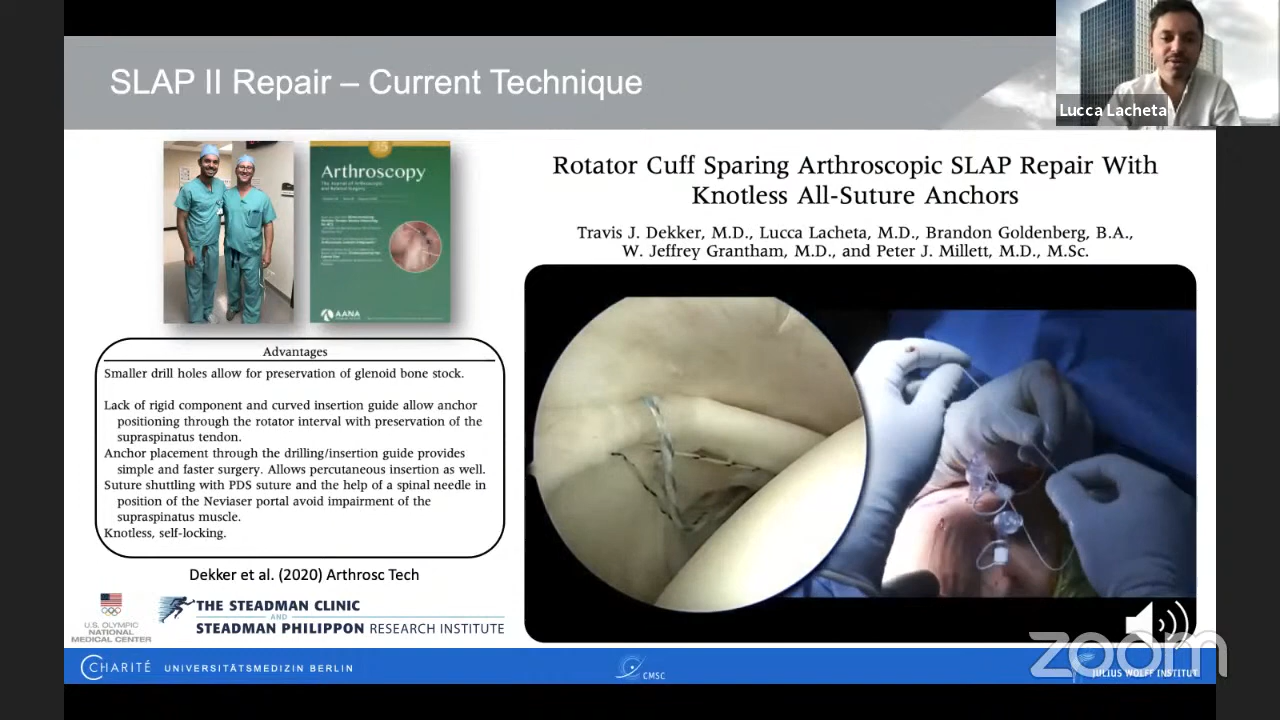 SLAP II Repair – Current Technique
Lucca Lacheta
35
Arthroscopy
AANA
Rotator Cuff Sparing Arthroscopic SLAP Repair With
Knotless All-Suture Anchors
Travis J. Dekker, M.D., Lucca Lacheta, M.D., Brandon Goldenberg, B.A.,
W. Jeffrey Grantham, M.D., and Peter J. Millett, M.D., M.Sc.
Advantages
Smaller drill holes allow for preservation of glenoid bone stock.
Lack of rigid component and curved insertion guide allow anchor
positioning through the rotator interval with preservation of the
supraspinatus tendon.
Anchor placement through the drilling/insertion guide provides
simple and faster surgery. Allows percutaneous insertion as well.
Suture shuttling with PDS suture and the help of a spinal needle in
position of the Neviaser portal avoid impairment of the
supraspinatus muscle.
Knotless, self-locking.
Dekker et al. (2020) Arthrosc Tech
U.S. OLYMPIC
NATIONAL
MEDICAL CENTER
THE STEADMAN CLINIC
AND
STEADMAN PHILIPPON RESEARCH INSTITUTE
zoom
CHARITÉ UNIVERSITÄTSMEDIZIN BERLIN
CMSC
JULIUS WOLFF INSTITUT